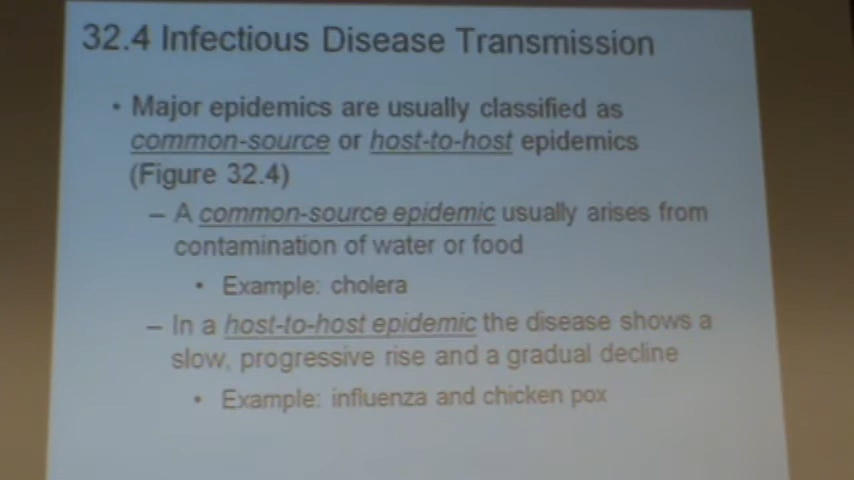 32.4 Infectious Disease Transmission
• Major epidemics are usually classified as
common-source or host-to-host epidemics
(Figure 32.4)
– A common-source epidemic usually arises from
contamination of water or food
• Example: cholera
– In a host-to-host epidemic the disease shows a
slow, progressive rise and a gradual decline
• Example: influenza and chicken pox